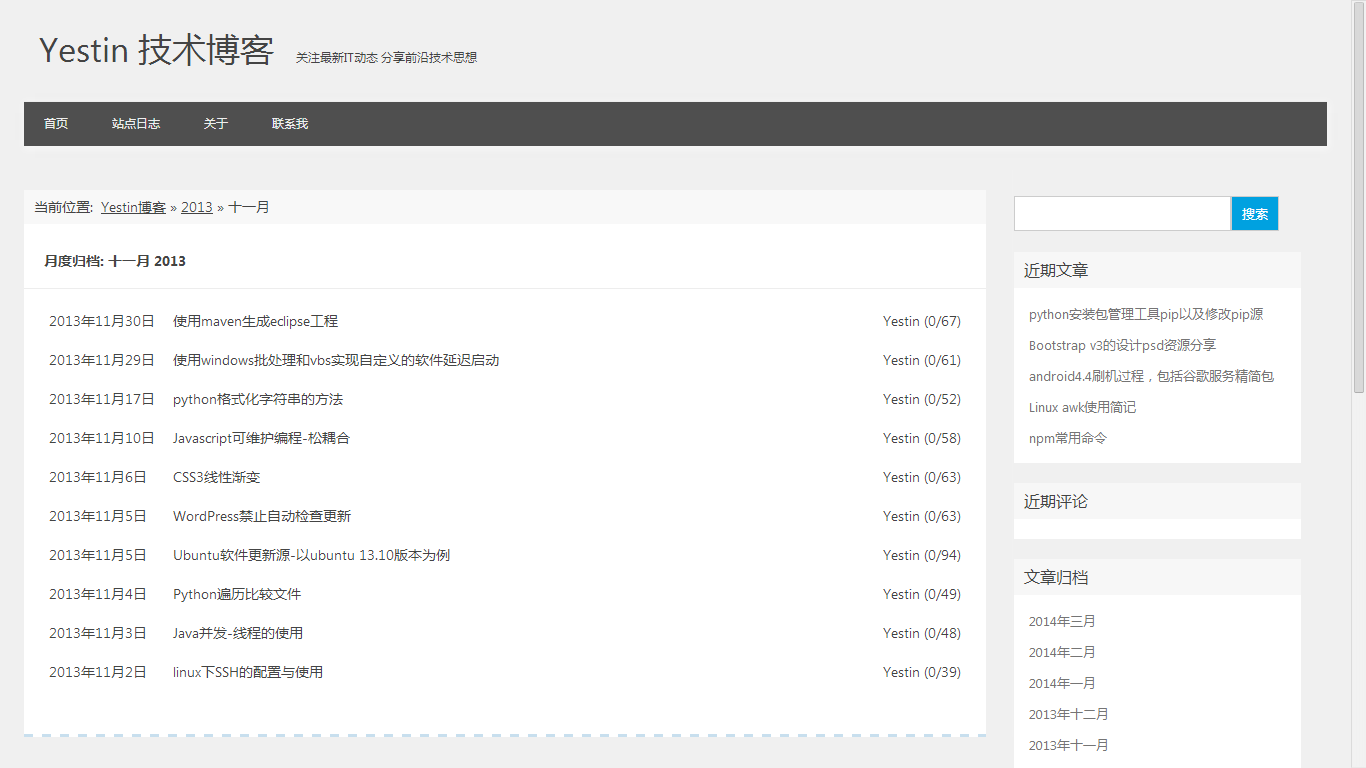 Yestin 技术博客 关注最新IT动态 分享前沿技术思想
首页 站点日志 关于 联系我
当前位置: Yestin博客 » 2013 » 十一月
月度归档: 十一月 2013
2013年11月30日 使用maven生成eclipse工程 Yestin (0/67)
2013年11月29日 使用windows批处理和vbs实现自定义的软件延迟启动 Yestin (0/61)
2013年11月17日 python格式化字符串的方法 Yestin (0/52)
2013年11月10日 Javascript可维护编程-松耦合 Yestin (0/58)
2013年11月6日 CSS3线性渐变 Yestin (0/63)
2013年11月5日 WordPress禁止自动检查更新 Yestin (0/63)
2013年11月5日 Ubuntu软件更新源-以ubuntu 13.10版本为例 Yestin (0/94)
2013年11月4日 Python遍历比较文件 Yestin (0/49)
2013年11月3日 Java并发-线程的使用 Yestin (0/48)
2013年11月2日 linux下SSH的配置与使用 Yestin (0/39)
搜索
近期文章
python安装包管理工具pip以及修改pip源
Bootstrap v3的设计psd资源分享
android4.4刷机过程，包括谷歌服务精简包
Linux awk使用简记
npm常用命令
近期评论
文章归档
2014年三月
2014年二月
2014年一月
2013年十二月
2013年十一月